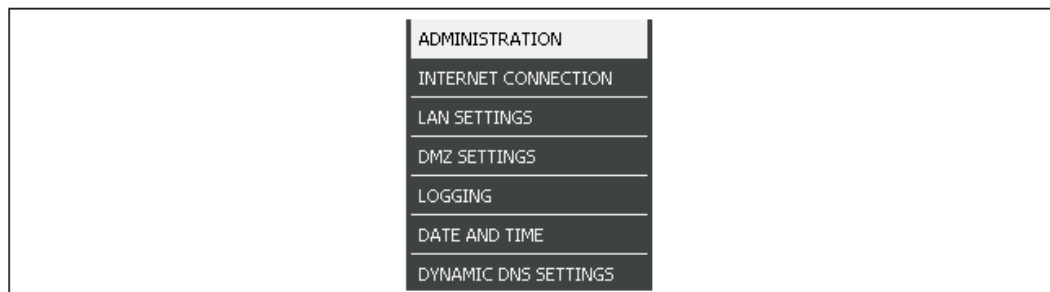 ADMINISTRATION
INTERNET CONNECTION
LAN SETTINGS
DMZ SETTINGS
LOGGING
DATE AND TIME
DYNAMIC DNS SETTINGS